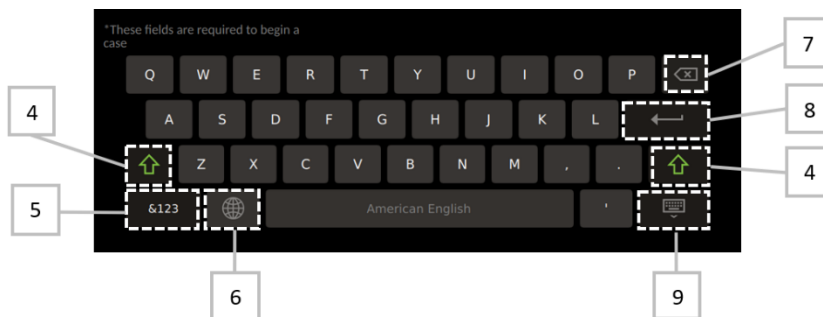 *These fields are required to begin a
case
Q W E R T Y U I O P
7
A S D F G H J K L
8
4
Z X C V B N M , .
4
5
&123
American English
'
6
9